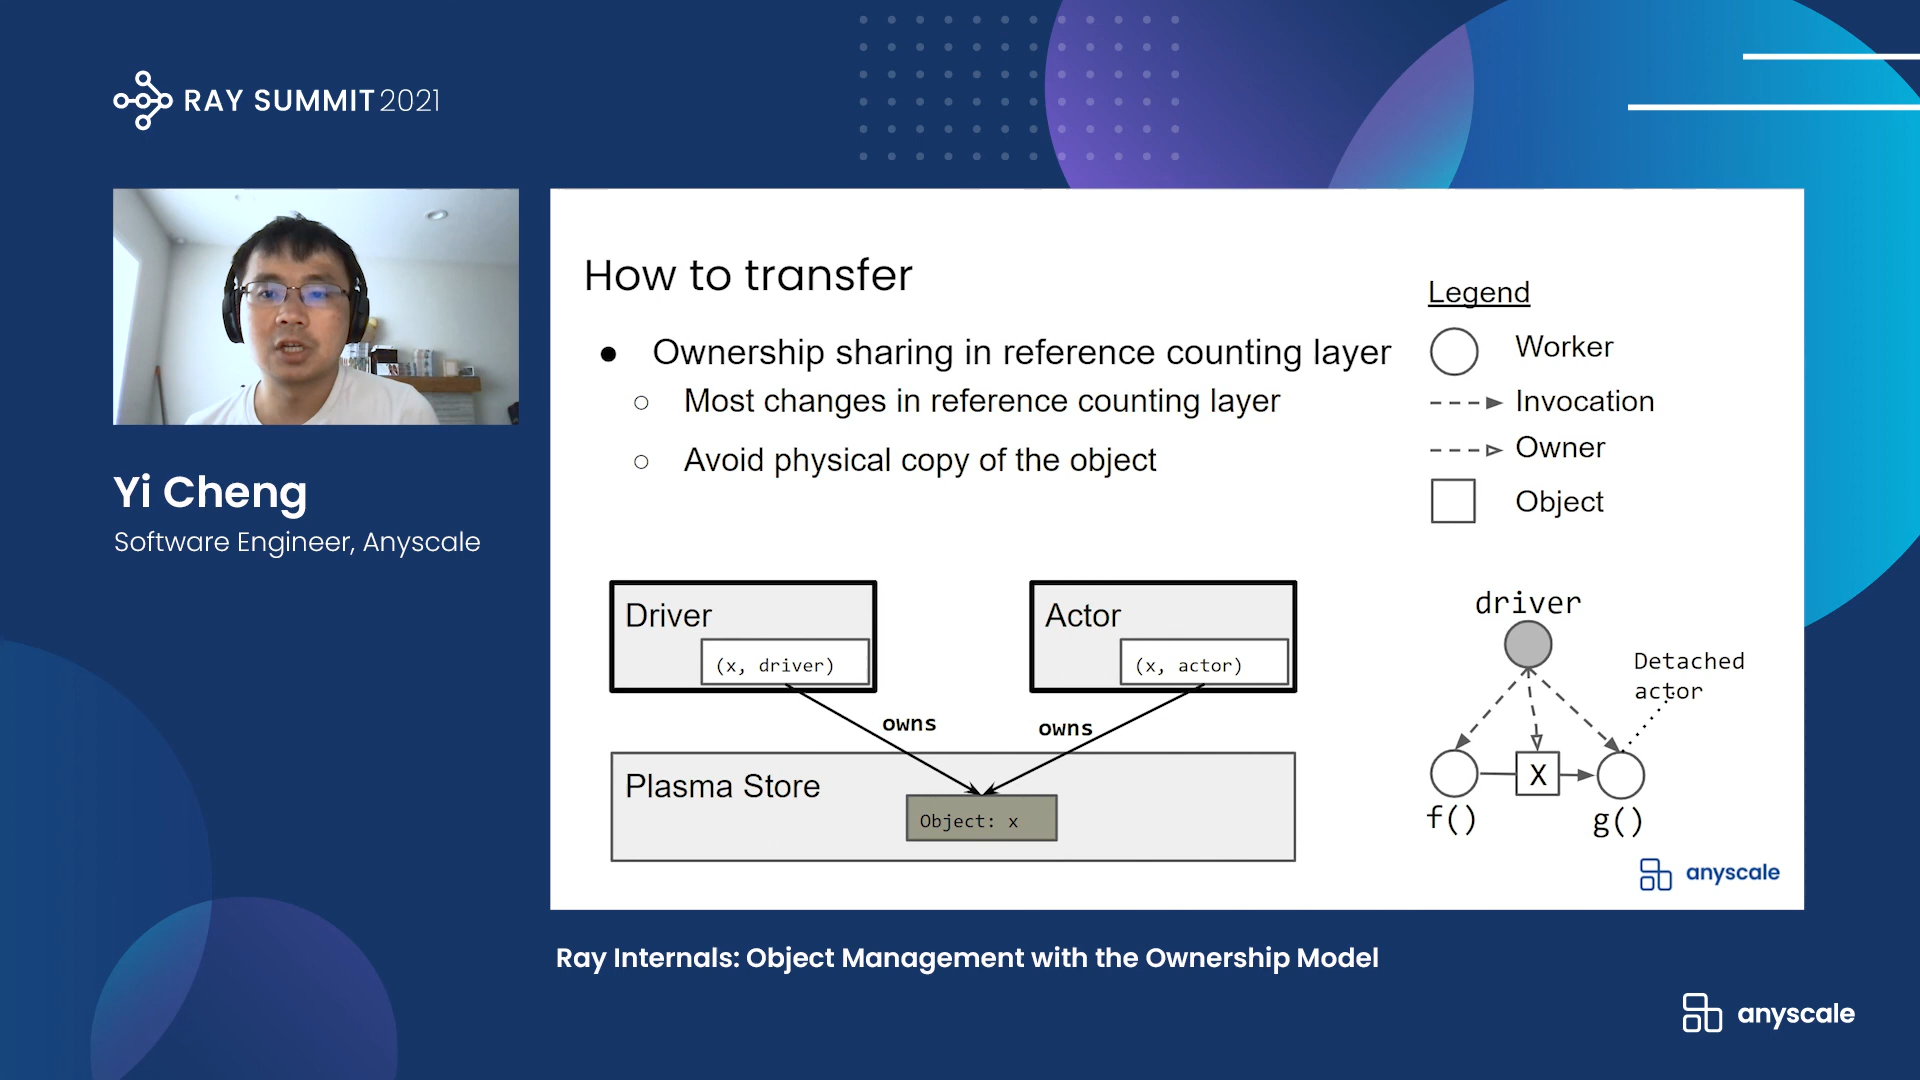 RAY SUMMIT 2021
Yi Cheng
Software Engineer, Anyscale
How to transfer
● Ownership sharing in reference counting layer
○ Most changes in reference counting layer
○ Avoid physical copy of the object
Legend
Worker
Invocation
Owner
Object
Driver
(x, driver)
Actor
(x, actor)
owns
owns
Plasma Store
Object: x
driver
Detached
actor
X
f()
g()
anyscale
Ray Internals: Object Management with the Ownership Model
anyscale